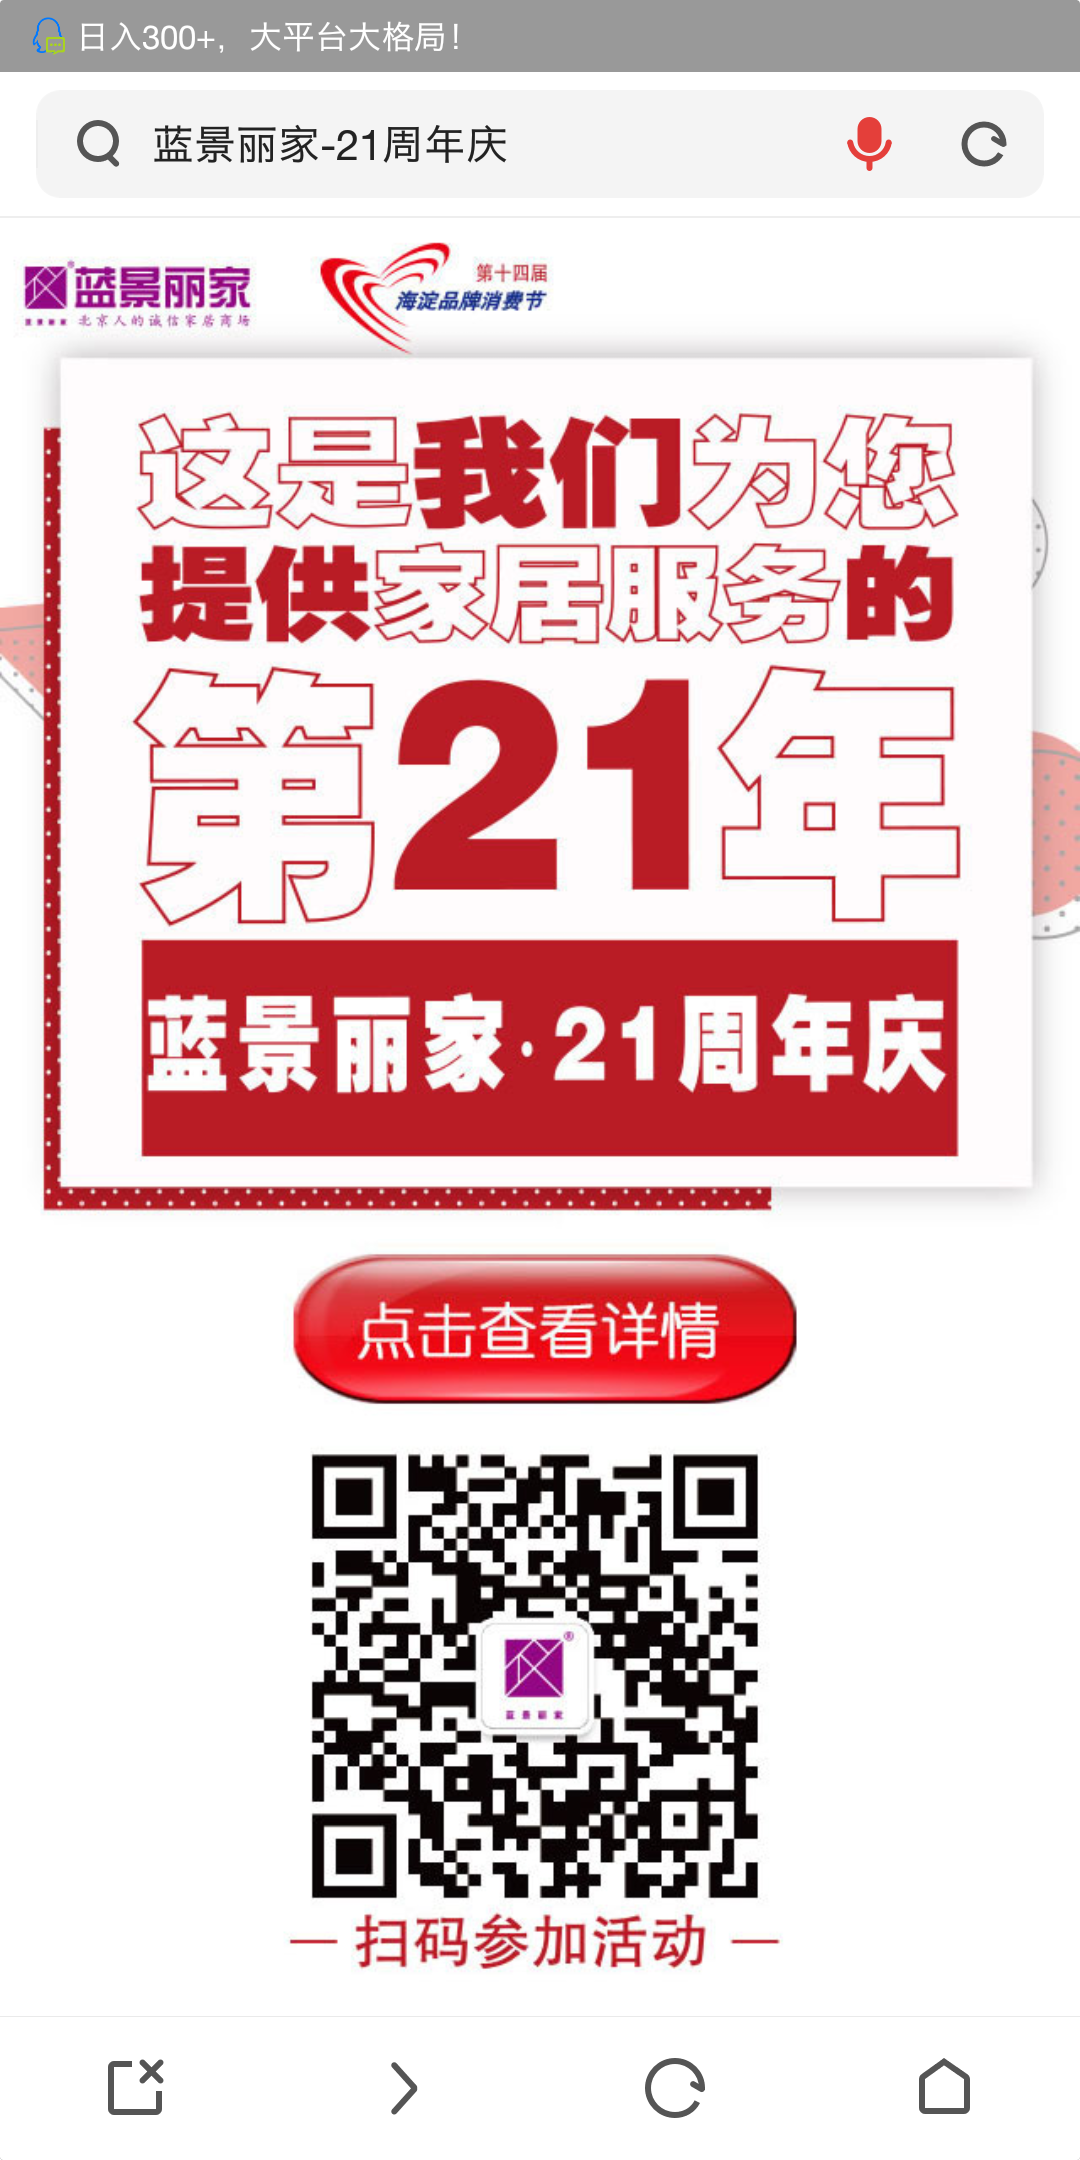 日入300+，大平台大格局！
蓝景丽家-21周年庆
蓝景丽家
北京人的诚信家居商场
第十四届
海淀品牌消费节
这是我们为您
提供家居服务的
第21年
蓝景丽家·21周年庆
点击查看详情
蓝景丽家
扫码参加活动